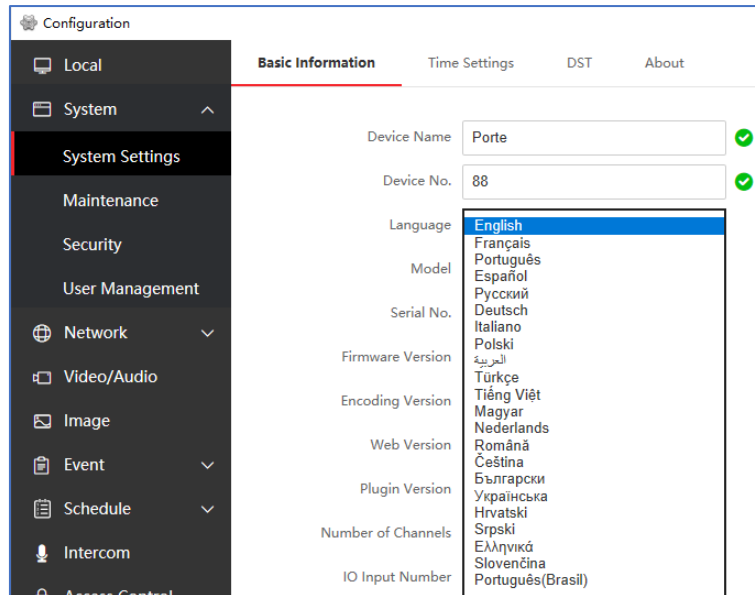 Configuration
Local
System
System Settings
Maintenance
Security
User Management
Network
Video/Audio
Image
Event
Schedule
Intercom
Access Control
Basic Information Time Settings DST About
Device Name Porte
Device No. 88
Language
Model
Serial No.
Firmware Version
Encoding Version
Web Version
Plugin Version
Number of Channels
IO Input Number
English
Français
Português
Español
Русский
Deutsch
Italiano
Polski
العربية
Türkçe
Tiếng Việt
Magyar
Nederlands
Română
Čeština
Български
Українська
Hrvatski
Srpski
Ελληνικά
Slovenčina
Português(Brasil)